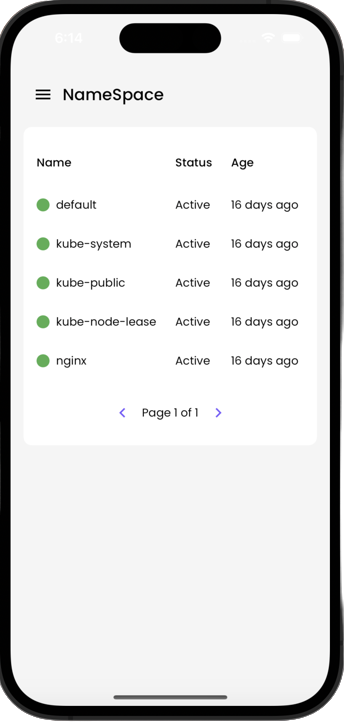 6:14
NameSpace
Name Status Age
default Active 16 days ago
kube-system Active 16 days ago
kube-public Active 16 days ago
kube-node-lease Active 16 days ago
nginx Active 16 days ago
Page 1 of 1